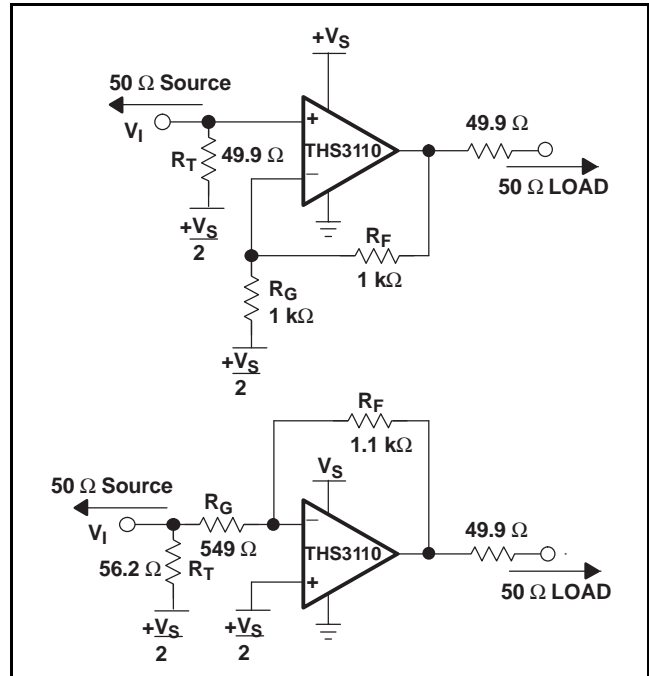 +VS
50 Ω Source
VI
+
THS3110
−
RT 49.9 Ω
49.9 Ω
50 Ω LOAD
+VS
2
RF
1 kΩ
RG
1 kΩ
+VS
2
RF
1.1 kΩ
VS
50 Ω Source
RG
VI
549 Ω
−
THS3110
+
49.9 Ω
56.2 Ω RT
50 Ω LOAD
+VS
2
+VS
2